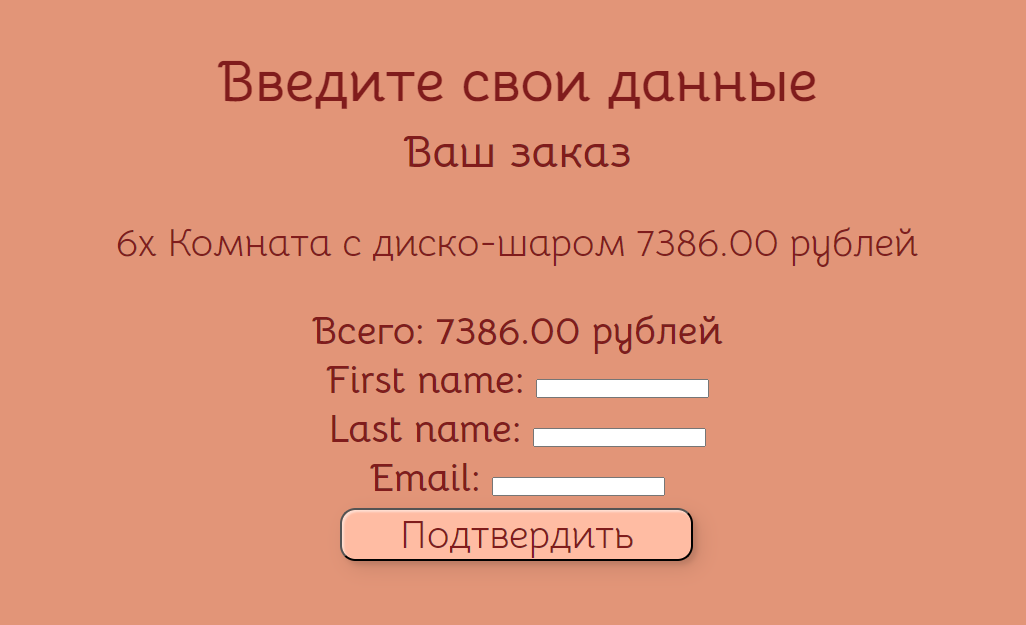 Введите свои данные
Ваш заказ
6x Комната с диско-шаром 7386.00 рублей
Всего: 7386.00 рублей
First name:
Last name:
Email:
Подтвердить